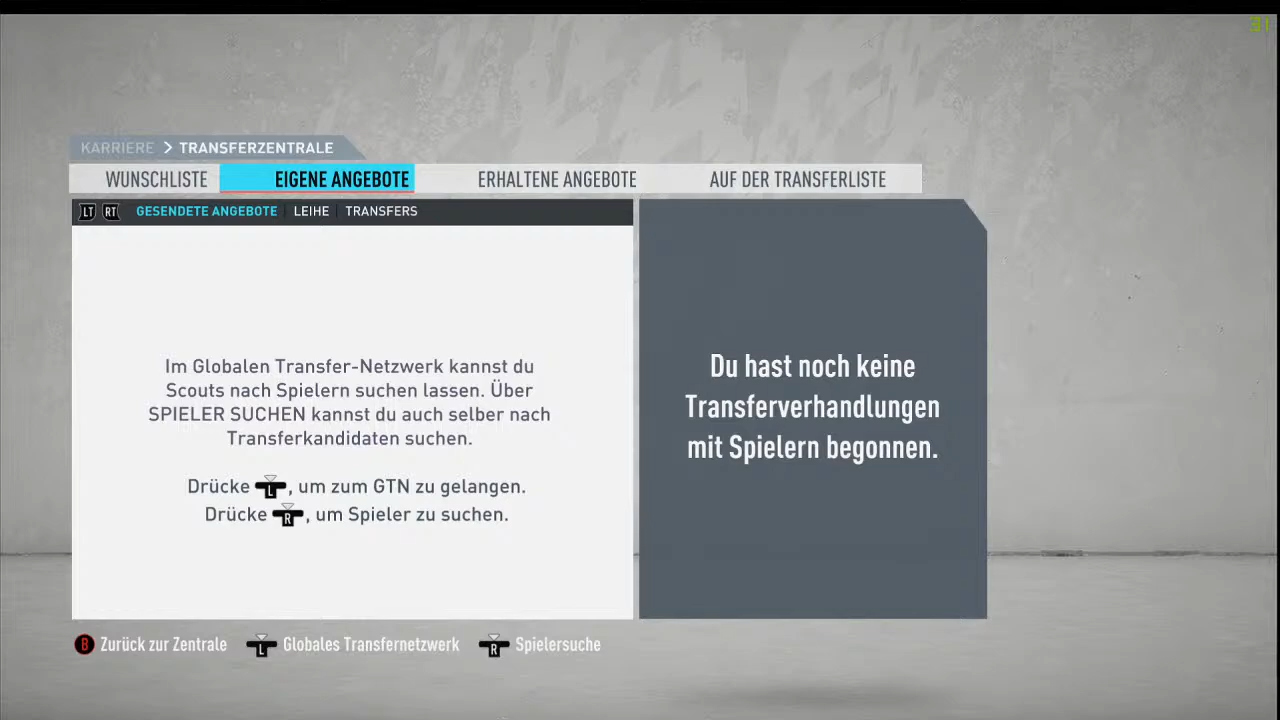 31
KARRIERE > TRANSFERZENTRALE
WUNSCHLISTE EIGENE ANGEBOTE ERHALTENE ANGEBOTE AUF DER TRANSFERLISTE
LT RT GESENDETE ANGEBOTE LEIHE TRANSFERS
Im Globalen Transfer-Netzwerk kannst du
Scouts nach Spielern suchen lassen. Über
SPIELER SUCHEN kannst du auch selber nach
Transferkandidaten suchen.
Drücke L, um zum GTN zu gelangen.
Drücke R, um Spieler zu suchen.
Du hast noch keine
Transferverhandlungen
mit Spielern begonnen.
B Zurück zur Zentrale L Globales Transfernetzwerk R Spielersuche